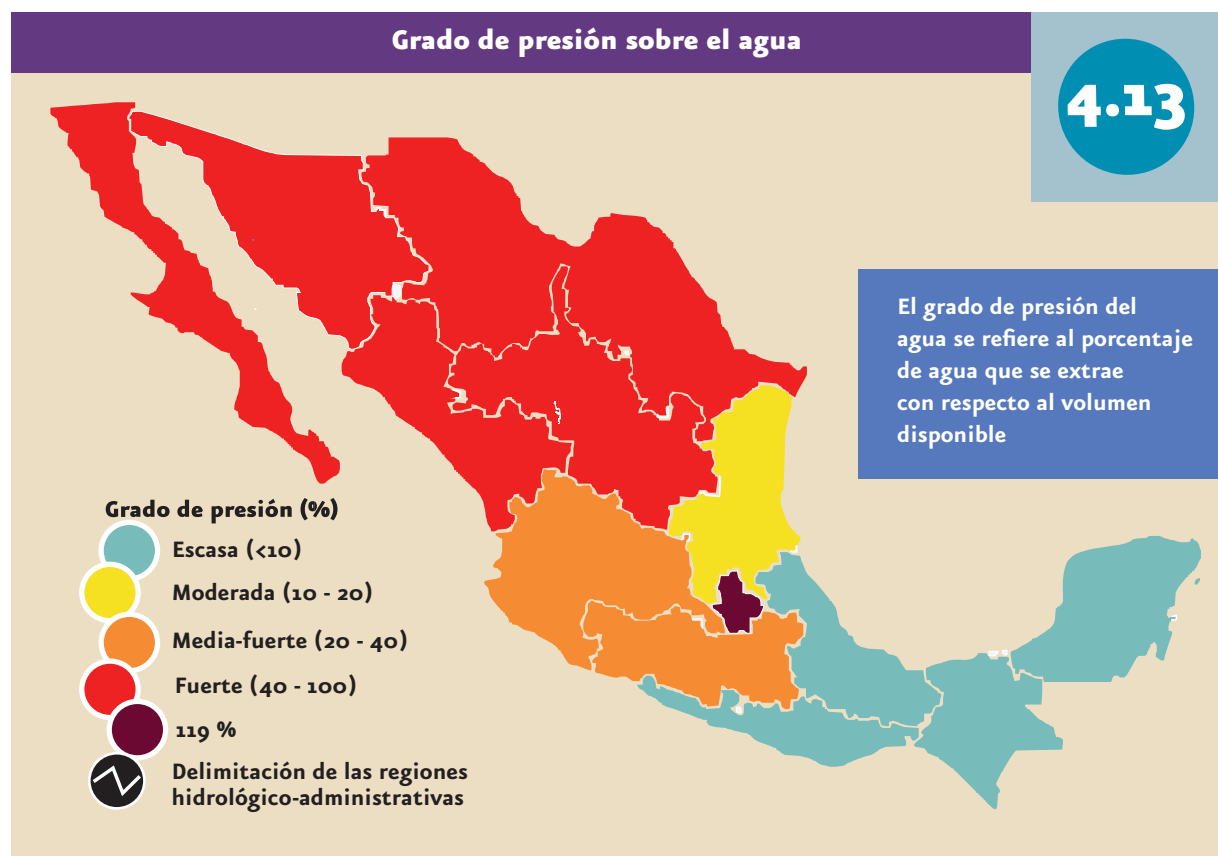 Grado de presión sobre el agua
4.13
El grado de presión del
agua se refiere al porcentaje
de agua que se extrae
con respecto al volumen
disponible
Grado de presión (%)
Escasa (<10)
Moderada (10 - 20)
Media-fuerte (20 - 40)
Fuerte (40 - 100)
119 %
Delimitación de las regiones
hidrológico-administrativas